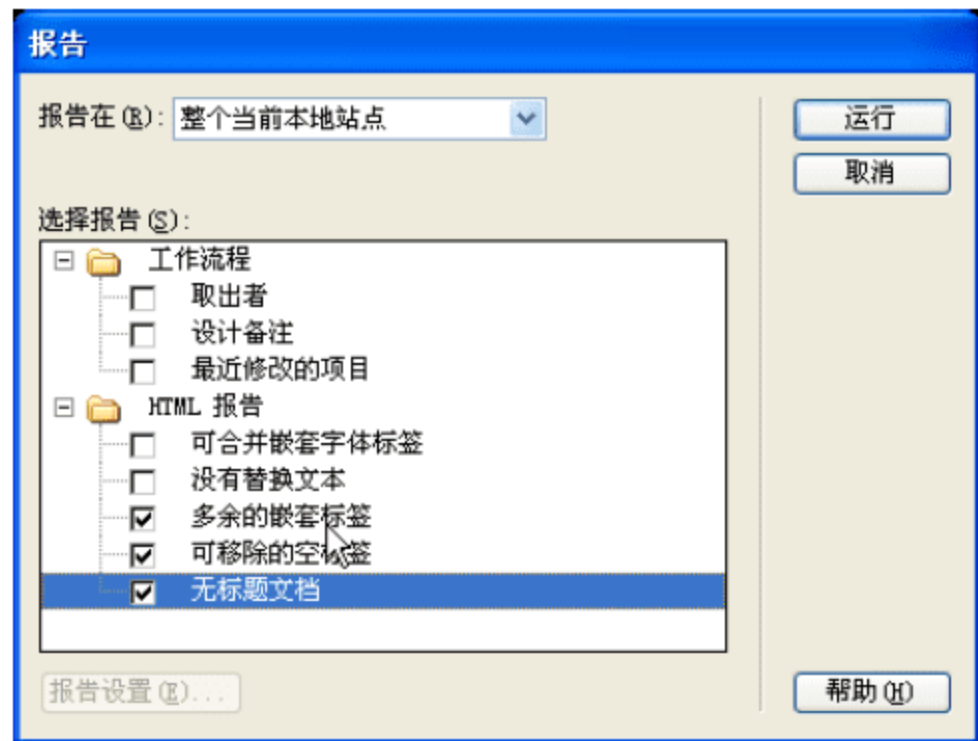 报告
报告在(R): 整个当前本地站点
运行
取消
选择报告(S):
工作流程
取出者
设计备注
最近修改的项目
HTML 报告
可合并嵌套字体标签
没有替换文本
多余的嵌套标签
可移除的空标签
无标题文档
报告设置(E)...
帮助(H)